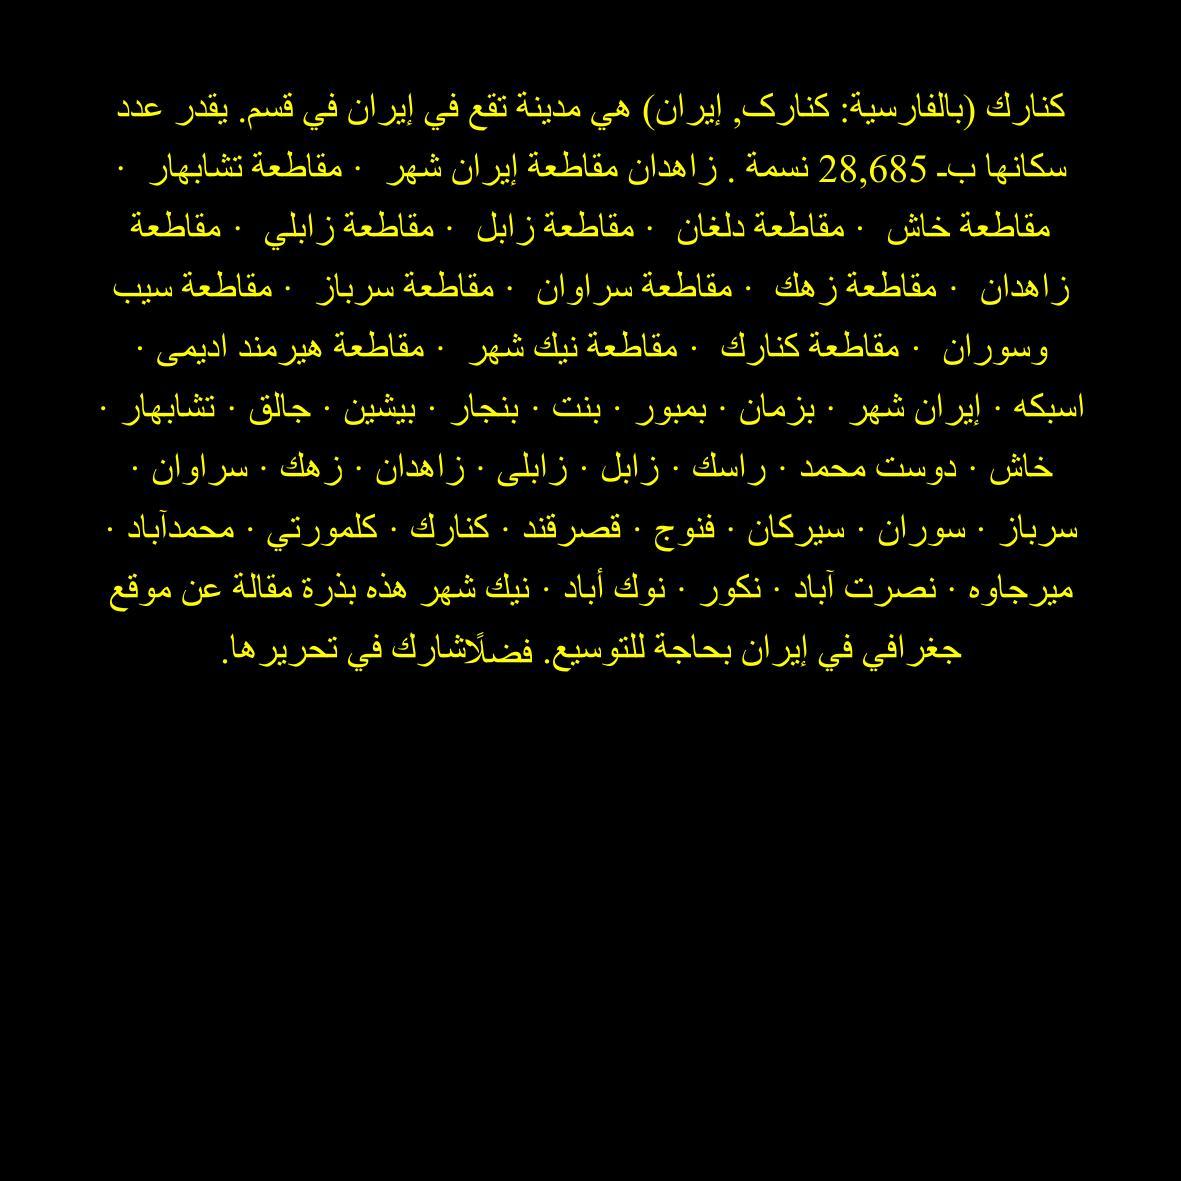 كنارك (بالفارسية: کنارک, إيران) هي مدينة تقع في إيران في قسم. يقدر عدد
سكانها بـ 28,685 نسمة . زاهدان مقاطعة إيران شهر · مقاطعة تشابهار ·
مقاطعة خاش · مقاطعة دلغان · مقاطعة زابل · مقاطعة زابلي · مقاطعة
زاهدان · مقاطعة زهك · مقاطعة سراوان · مقاطعة سرباز · مقاطعة سيب
وسوران · مقاطعة كنارك · مقاطعة نيك شهر · مقاطعة هيرمند اديمى ·
اسبكه · إيران شهر · بزمان · بمبور · بنت · بنجار · بيشين · جالق · تشابهار ·
خاش · دوست محمد · راسك · زابل · زابلى · زاهدان · زهك · سراوان ·
سرباز · سوران · سيركان · فنوج · قصرقند · كنارك · كلمورتي · محمدآباد ·
ميرجاوه · نصرت آباد · نكور · نوك أباد · نيك شهر هذه بذرة مقالة عن موقع
جغرافي في إيران بحاجة للتوسيع. فضلًاشارك في تحريرها.